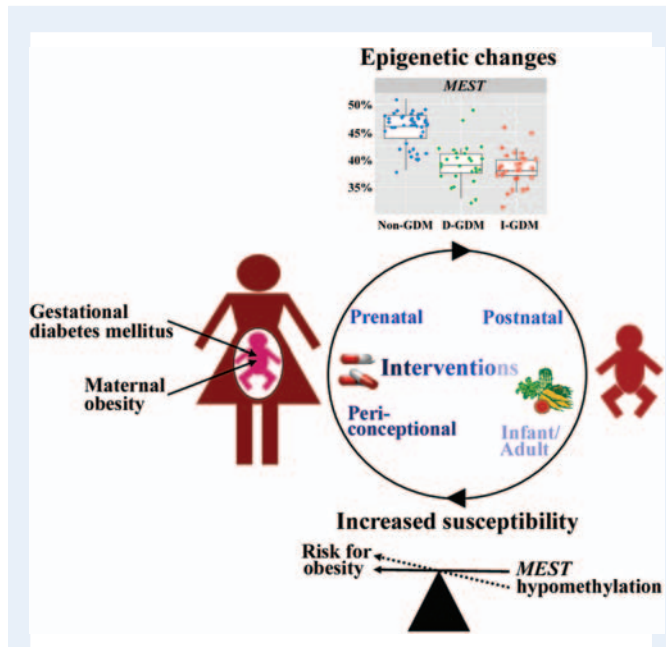 Epigenetic changes
MEST
50%
45%
40%
35%
Non-GDM D-GDM I-GDM
Gestational
diabetes mellitus
Maternal
obesity
Prenatal
Postnatal
Interventions
Peri-
conceptional
Infant/
Adult
Increased susceptibility
Risk for
obesity
MEST
hypomethylation